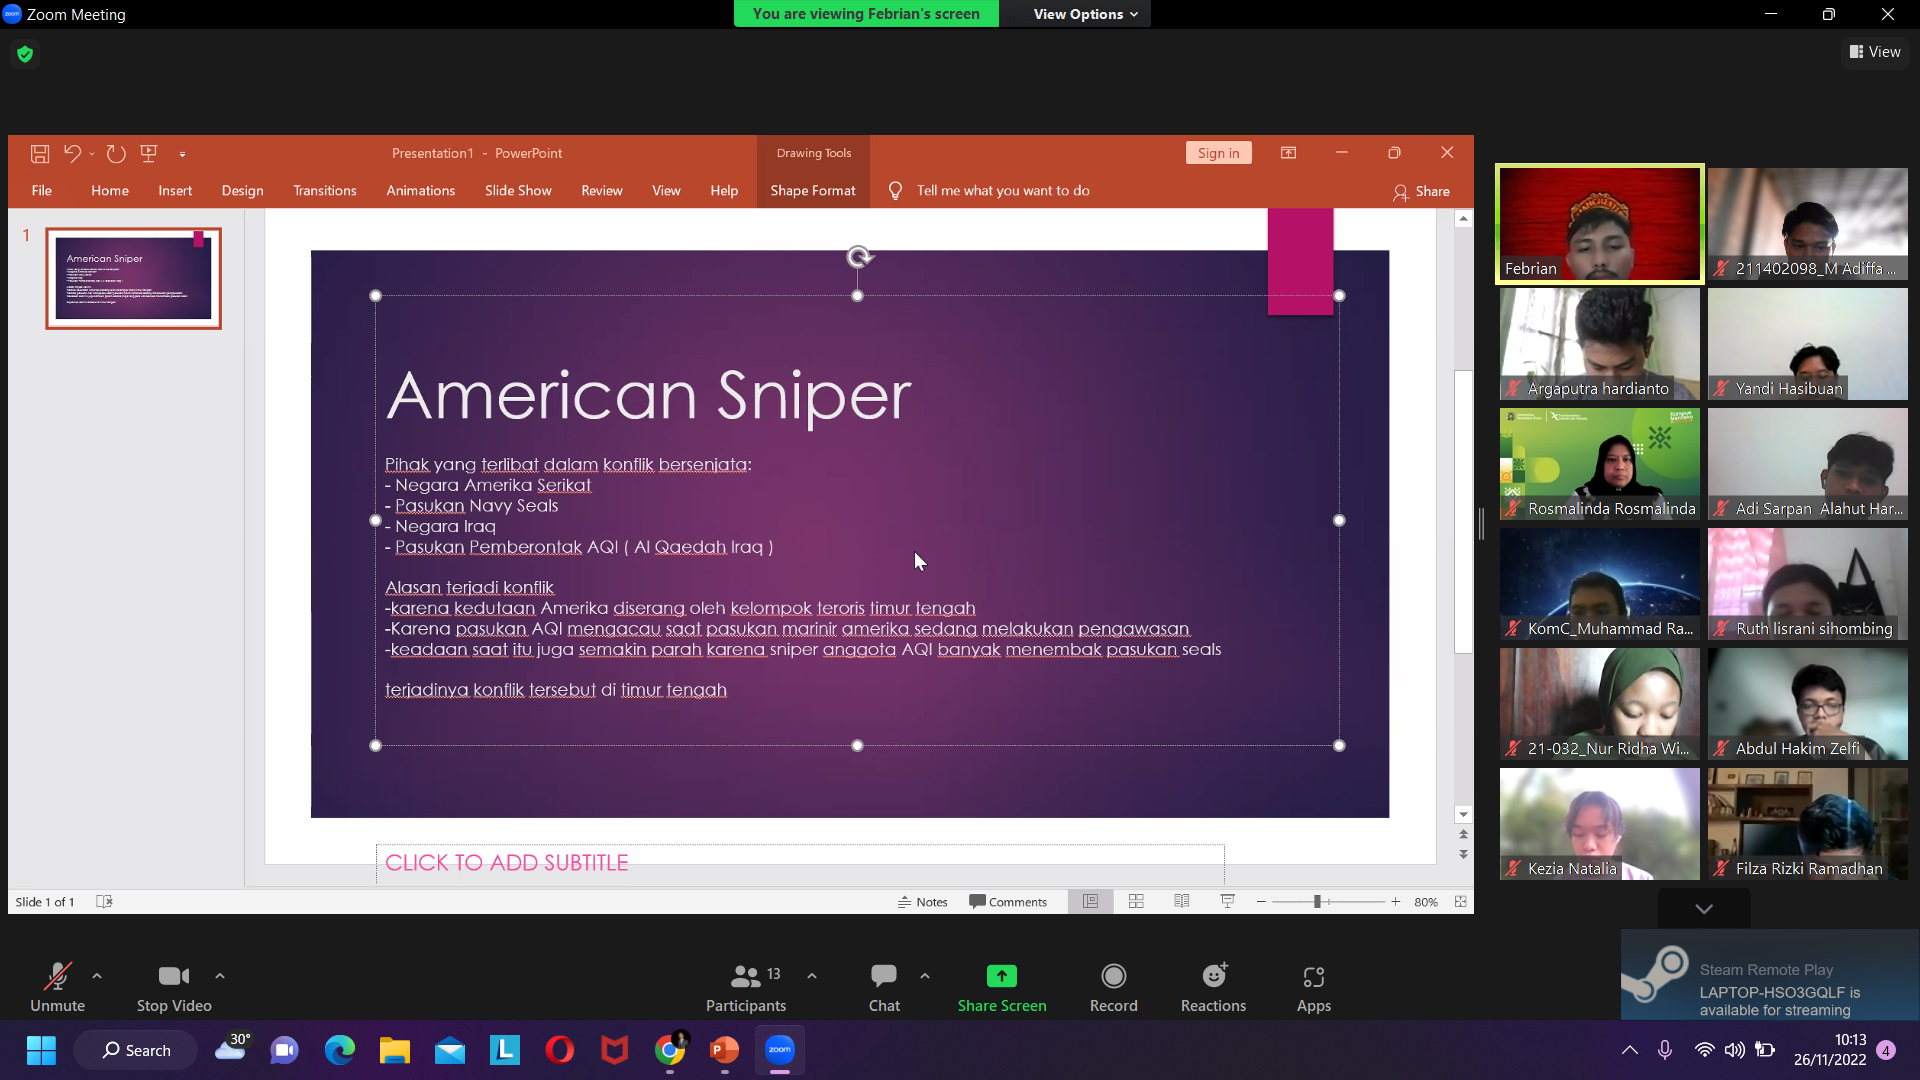 Zoom Meeting
You are viewing Febrian's screen
View Options
View
Presentation1 - PowerPoint
Drawing Tools
Sign in
File
Home
Insert
Design
Transitions
Animations
Slide Show
Review
View
Help
Shape Format
Tell me what you want to do
Share
1
American Sniper
American Sniper
Pihak yang terlibat dalam konflik bersenjata:
- Negara Amerika Serikat
- Pasukan Navy Seals
- Negara Iraq
- Pasukan Pemberontak AQI ( Al Qaedah Iraq )
Alasan terjadi konflik
-karena kedutaan Amerika diserang oleh kelompok teroris timur tengah
-Karena pasukan AQI mengacau saat pasukan marinir amerika sedang melakukan pengawasan
-keadaan saat itu juga semakin parah karena sniper anggota AQI banyak menembak pasukan seals
terjadinya konflik tersebut di timur tengah
CLICK TO ADD SUBTITLE
Slide 1 of 1
Notes
Comments
80%
Febrian
211402098_M Adiffa ...
Argaputra hardianto
Yandi Hasibuan
Rosmalinda Rosmalinda
Adi Sarpan Alahut Har...
KomC_Muhammad Ra...
Ruth lisrani sihombing
21-032_Nur Ridha Wi...
Abdul Hakim Zelfi
Kezia Natalia
Filza Rizki Ramadhan
Unmute
Stop Video
13
Participants
Chat
Share Screen
Record
Reactions
Apps
Steam Remote Play
LAPTOP-HSO3GQLF is
available for streaming
30°
Search
zoom
10:13
26/11/2022
4